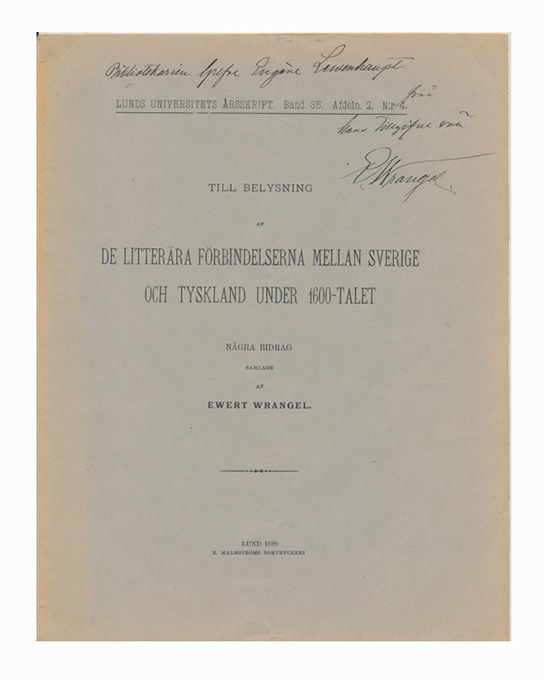 Bibliotekarien Grefve Eugène Lewenhaupt
LUNDS UNIVERSITETS ÅRSSKRIFT. Band. 35. Afdeln. 2. N:r 4.
från
hans tillgifne vän
E Wrangel.
TILL BELYSNING
AF
DE LITTERÄRA FÖRBINDELSERNA MELLAN SVERIGE
OCH TYSKLAND UNDER 1600-TALET
NÅGRA BIDRAG
SAMLADE
AF
EWERT WRANGEL.
LUND 1899
E. MALMSTRÖMS BOKTRYCKERI